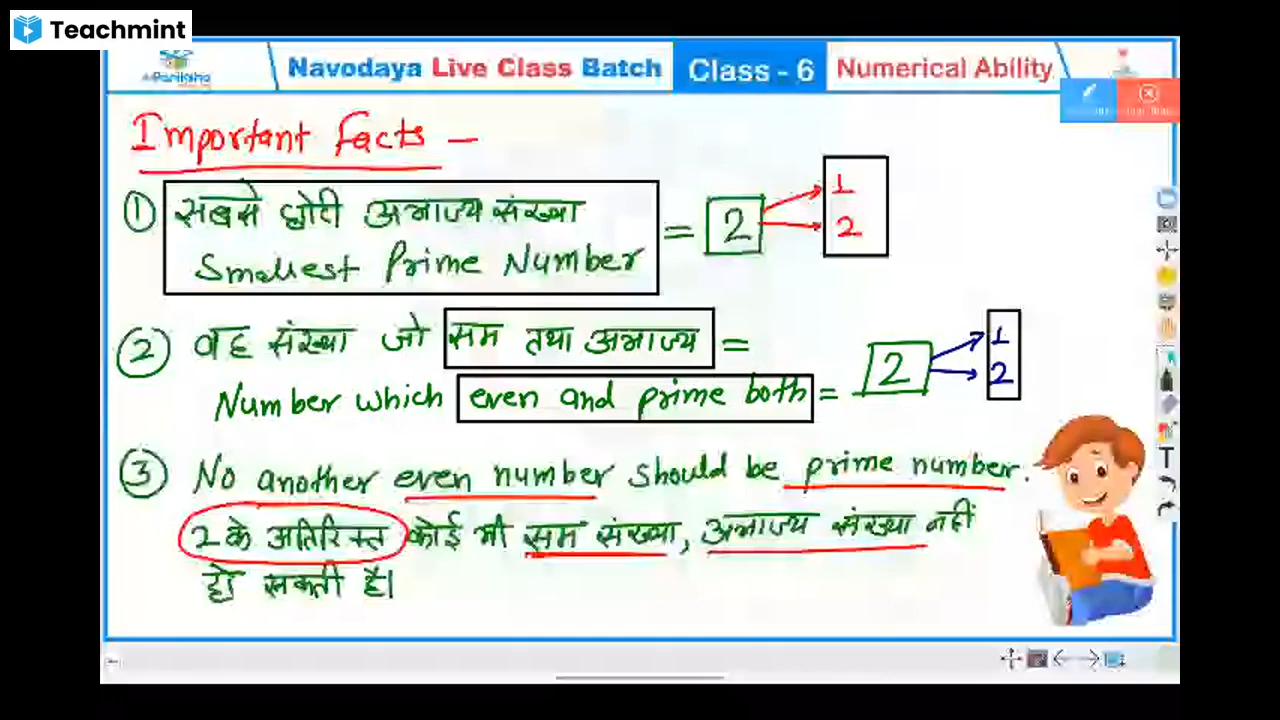 Teachmint
ePariksha
Navodaya Live Class Batch
Class - 6
Numerical Ability
Important Facts -
① सबसे छोटी अभाज्य संख्या
Smallest Prime Number
= 2
1
2
② वह संख्या जो सम तथा अभाज्य =
Number which even and prime both =
2
1
2
③ No another even number should be prime number.
2 के अतिरिक्त कोई भी सम संख्या, अभाज्य संख्या नहीं
हो सकती है।
T